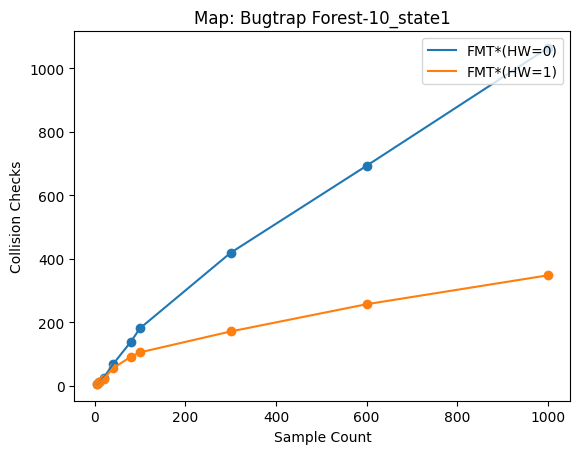 Map: Bugtrap Forest-10_state1
FMT*(HW=0)
FMT*(HW=1)
Collision Checks
1000
800
600
400
200
0
0 200 400 600 800 1000
Sample Count